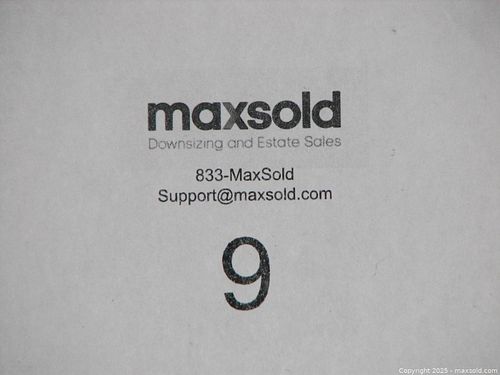 maxsold
Downsizing and Estate Sales
833-MaxSold
Support@maxsold.com
9
Copyright 2025 - maxsold.com